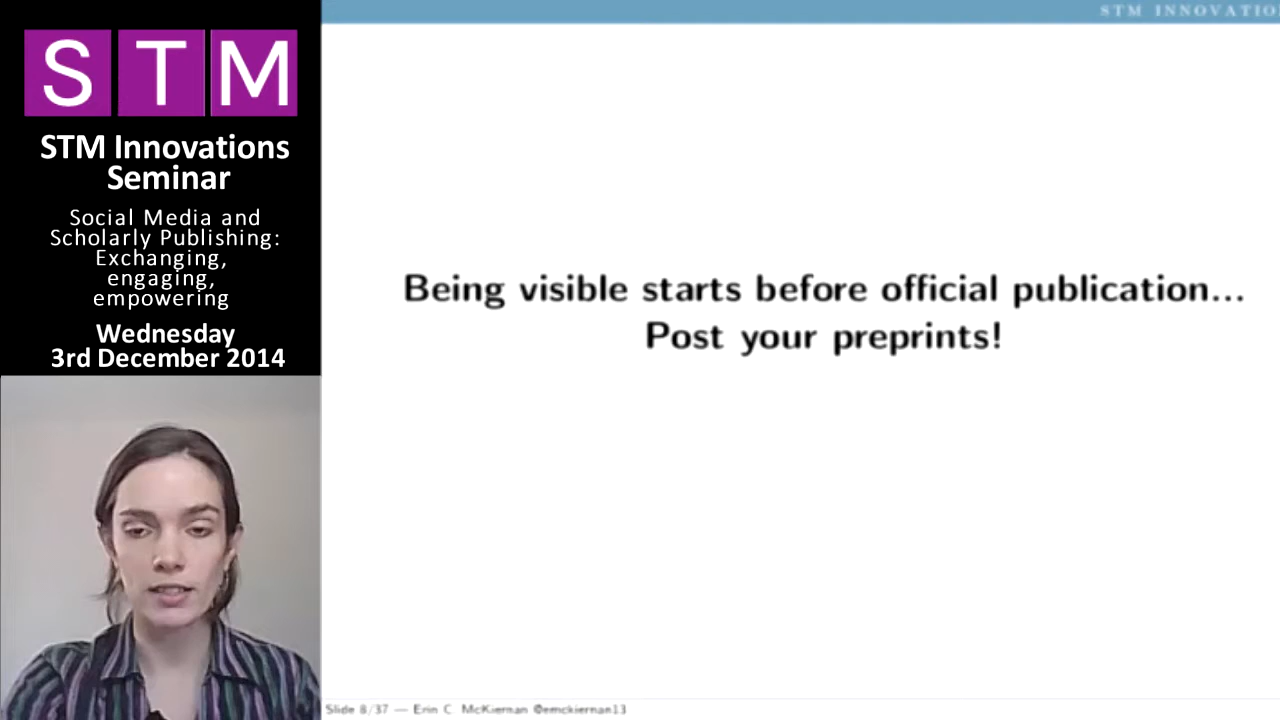 STM
STM Innovations
Seminar
Social Media and
Scholarly Publishing:
Exchanging,
engaging,
empowering
Wednesday
3rd December 2014
STM INNOVATIO
Being visible starts before official publication...
Post your preprints!
Slide 8/37 — Erin C. McKiernan @emckiernan13